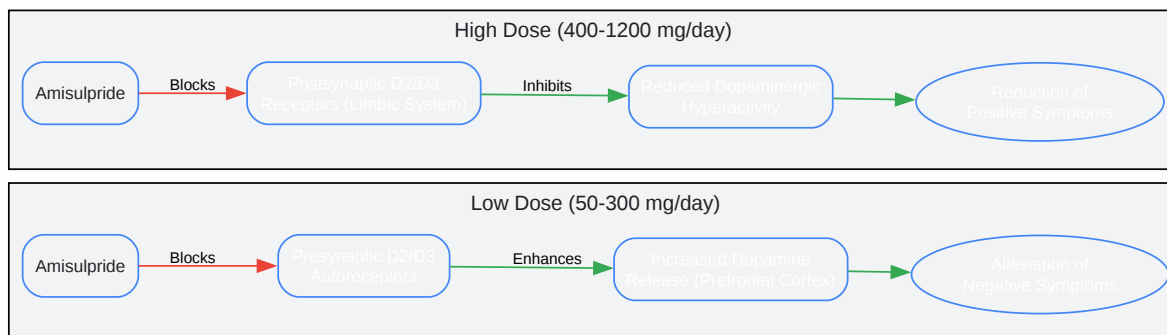 High Dose (400-1200 mg/day)
Amisulpride
Blocks
Postsynaptic D2/D3
Receptors (Limbic System)
Inhibits
Reduced Dopaminergic
Hyperactivity
Reduction of
Positive Symptoms
Low Dose (50-300 mg/day)
Amisulpride
Blocks
Presynaptic D2/D3
Autoreceptors
Enhances
Increased Dopamine
Release (Prefrontal Cortex)
Alleviation of
Negative Symptoms